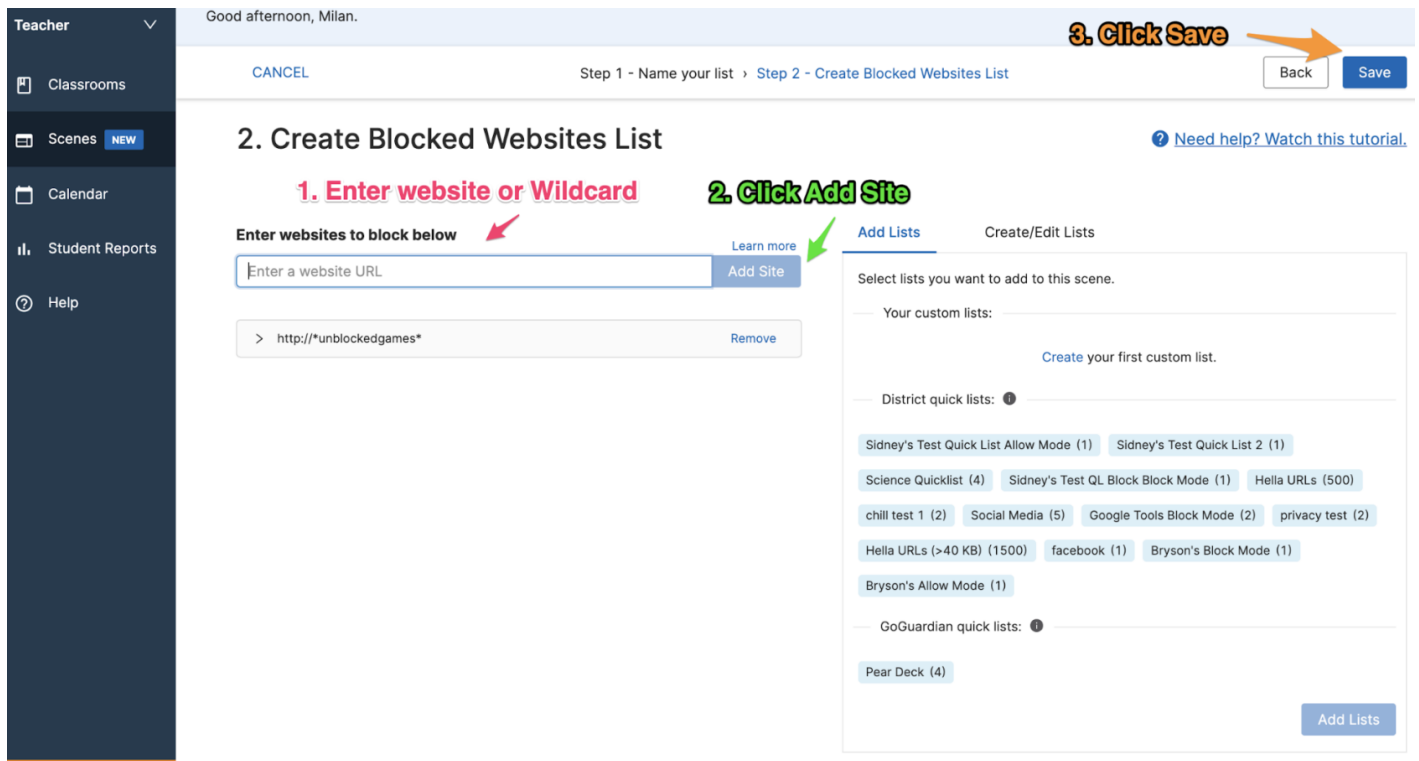 Teacher
Good afternoon, Milan.
3. Click Save
Classrooms
CANCEL
Step 1 - Name your list › Step 2 - Create Blocked Websites List
Back
Save
Scenes NEW
2. Create Blocked Websites List
Need help? Watch this tutorial.
Calendar
1. Enter website or Wildcard
2. Click Add Site
Student Reports
Enter websites to block below
Learn more
Add Lists
Create/Edit Lists
Enter a website URL
Add Site
Help
Select lists you want to add to this scene.
Your custom lists:
http://*unblockedgames*
Remove
Create your first custom list.
District quick lists:
Sidney's Test Quick List Allow Mode (1)
Sidney's Test Quick List 2 (1)
Science Quicklist (4)
Sidney's Test QL Block Block Mode (1)
Hella URLs (500)
chill test 1 (2)
Social Media (5)
Google Tools Block Mode (2)
privacy test (2)
Hella URLs (>40 KB) (1500)
facebook (1)
Bryson's Block Mode (1)
Bryson's Allow Mode (1)
GoGuardian quick lists:
Pear Deck (4)
Add Lists